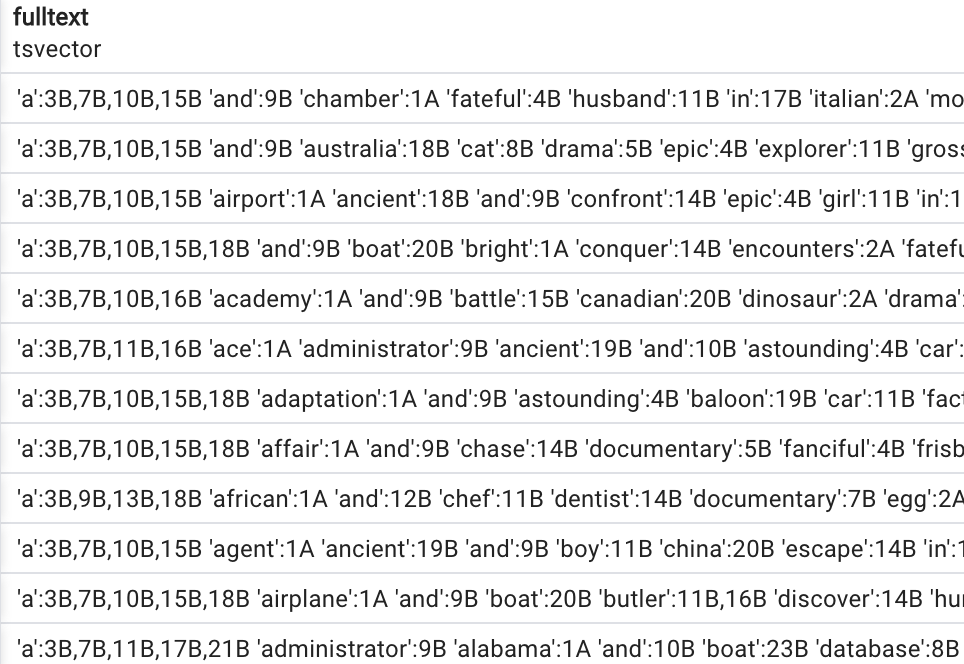 fulltext
tsvector
'a':3B,7B,10B,15B 'and':9B 'chamber':1A 'fateful':4B 'husband':11B 'in':17B 'italian':2A 'mo
'a':3B,7B,10B,15B 'and':9B 'australia':18B 'cat':8B 'drama':5B 'epic':4B 'explorer':11B 'gross
'a':3B,7B,10B,15B 'airport':1A 'ancient':18B 'and':9B 'confront':14B 'epic':4B 'girl':11B 'in':1
'a':3B,7B,10B,15B,18B 'and':9B 'boat':20B 'bright':1A 'conquer':14B 'encounters':2A 'fatefu
'a':3B,7B,10B,16B 'academy':1A 'and':9B 'battle':15B 'canadian':20B 'dinosaur':2A 'drama':
'a':3B,7B,11B,16B 'ace':1A 'administrator':9B 'ancient':19B 'and':10B 'astounding':4B 'car':
'a':3B,7B,10B,15B,18B 'adaptation':1A 'and':9B 'astounding':4B 'baloon':19B 'car':11B 'fact
'a':3B,7B,10B,15B,18B 'affair':1A 'and':9B 'chase':14B 'documentary':5B 'fanciful':4B 'frisb
'a':3B,9B,13B,18B 'african':1A 'and':12B 'chef':11B 'dentist':14B 'documentary':7B 'egg':2A
'a':3B,7B,10B,15B 'agent':1A 'ancient':19B 'and':9B 'boy':11B 'china':20B 'escape':14B 'in':1
'a':3B,7B,10B,15B,18B 'airplane':1A 'and':9B 'boat':20B 'butler':11B,16B 'discover':14B 'hu
'a':3B,7B,11B,17B,21B 'administrator':9B 'alabama':1A 'and':10B 'boat':23B 'database':8B